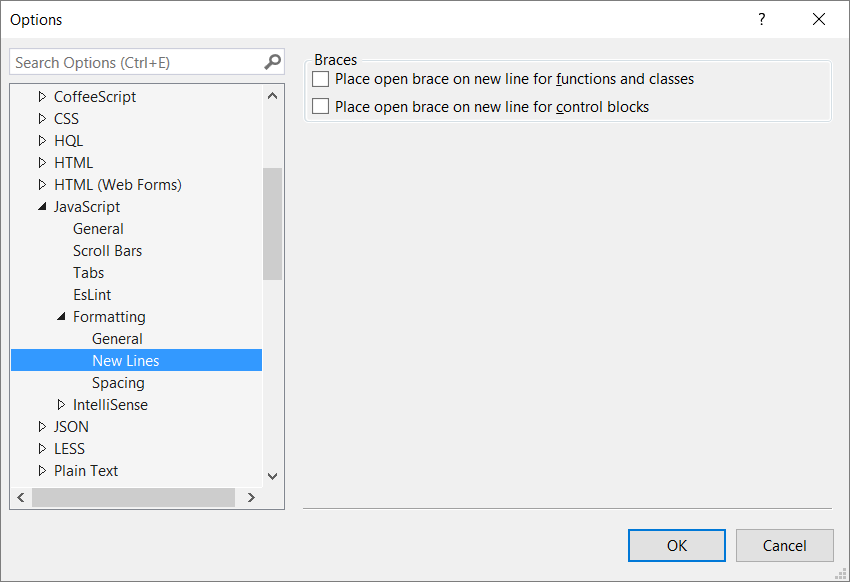 Options
?
Search Options (Ctrl+E)
CoffeeScript
CSS
HQL
HTML
HTML (Web Forms)
JavaScript
General
Scroll Bars
Tabs
EsLint
Formatting
General
New Lines
Spacing
IntelliSense
JSON
LESS
Plain Text
Braces
Place open brace on new line for functions and classes
Place open brace on new line for control blocks
OK
Cancel